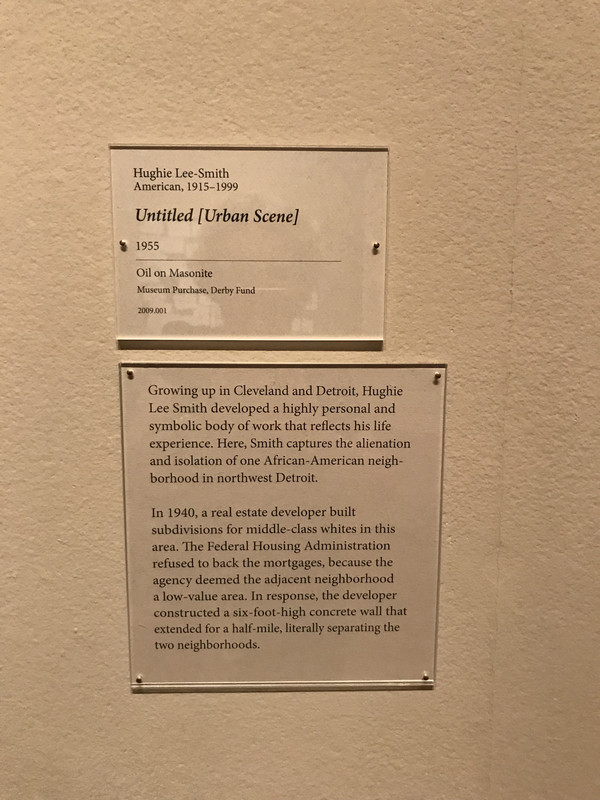 Hughie Lee-Smith
American, 1915–1999
Untitled [Urban Scene]
1955
Oil on Masonite
Museum Purchase, Derby Fund
2009.001
Growing up in Cleveland and Detroit, Hughie
Lee Smith developed a highly personal and
symbolic body of work that reflects his life
experience. Here, Smith captures the alienation
and isolation of one African-American neigh-
borhood in northwest Detroit.
In 1940, a real estate developer built
subdivisions for middle-class whites in this
area. The Federal Housing Administration
refused to back the mortgages, because the
agency deemed the adjacent neighborhood
a low-value area. In response, the developer
constructed a six-foot-high concrete wall that
extended for a half-mile, literally separating the
two neighborhoods.